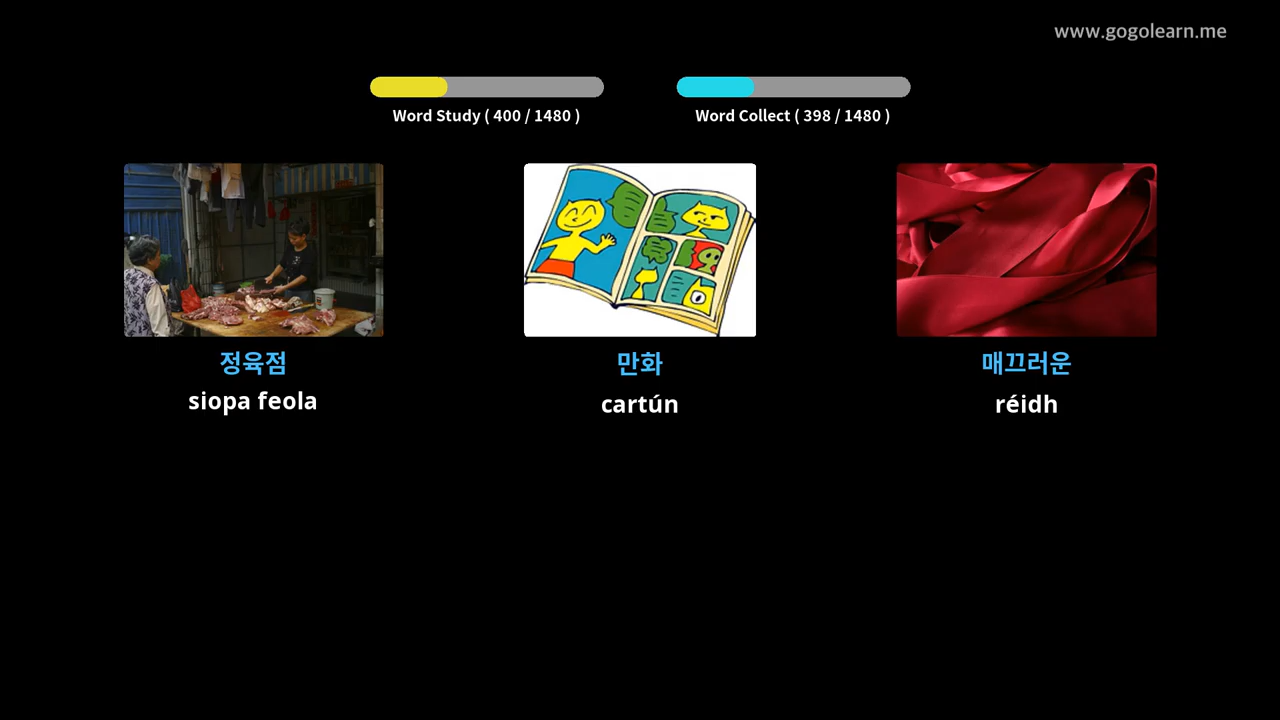 www.gogolearn.me
Word Study ( 400 / 1480 )
Word Collect ( 398 / 1480 )
정육점
만화
매끄러운
siopa feola
cartún
réidh